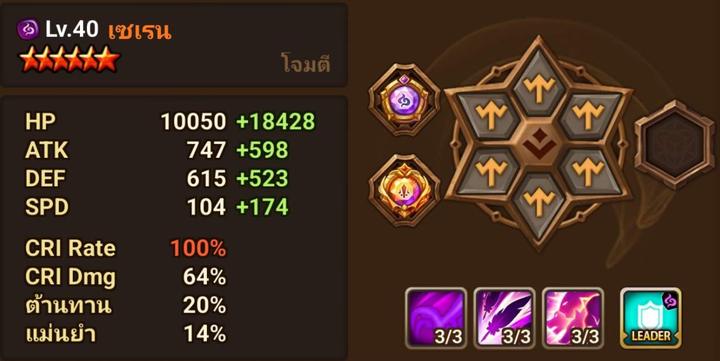 Lv.40 เซเรน
โจมตี
HP 10050 +18428
ATK 747 +598
DEF 615 +523
SPD 104 +174
CRI Rate 100%
CRI Dmg 64%
ต้านทาน 20%
แม่นยำ 14%
3/3 3/3 3/3 LEADER